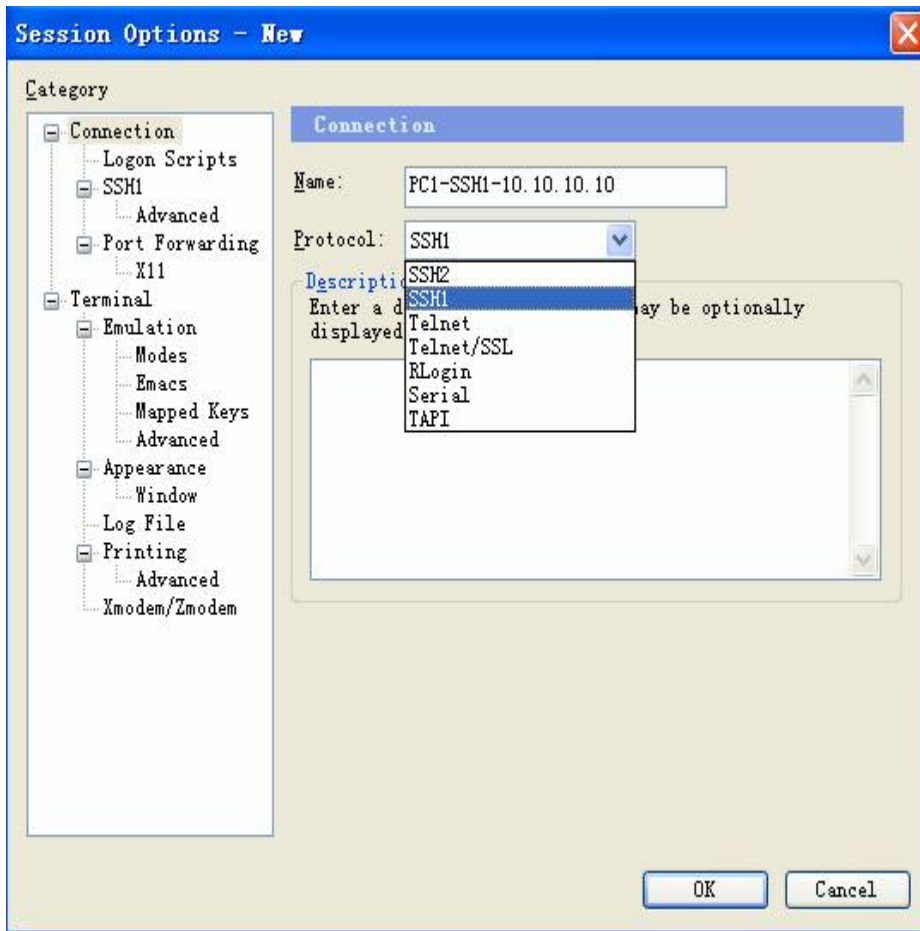 Session Options - New
Category
Connection
Logon Scripts
SSH1
Advanced
Port Forwarding
X11
Terminal
Emulation
Modes
Emacs
Mapped Keys
Advanced
Appearance
Window
Log File
Printing
Advanced
Xmodem/Zmodem
Connection
Name: PC1-SSH1-10.10.10.10
Protocol: SSH1
SSH2
SSH1
Telnet
Telnet/SSL
RLogin
Serial
TAPI
Enter a may be optionally
displayed
OK Cancel